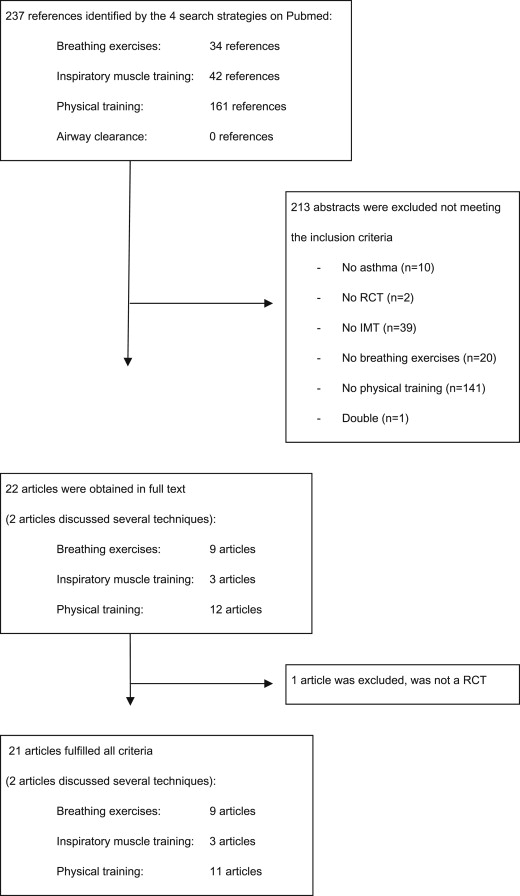 237 references identified by the 4 search strategies on Pubmed:
Breathing exercises: 34 references
Inspiratory muscle training: 42 references
Physical training: 161 references
Airway clearance: 0 references
213 abstracts were excluded not meeting
the inclusion criteria
- No asthma (n=10)
- No RCT (n=2)
- No IMT (n=39)
- No breathing exercises (n=20)
- No physical training (n=141)
- Double (n=1)
22 articles were obtained in full text
(2 articles discussed several techniques):
Breathing exercises: 9 articles
Inspiratory muscle training: 3 articles
Physical training: 12 articles
1 article was excluded, was not a RCT
21 articles fulfilled all criteria
(2 articles discussed several techniques):
Breathing exercises: 9 articles
Inspiratory muscle training: 3 articles
Physical training: 11 articles